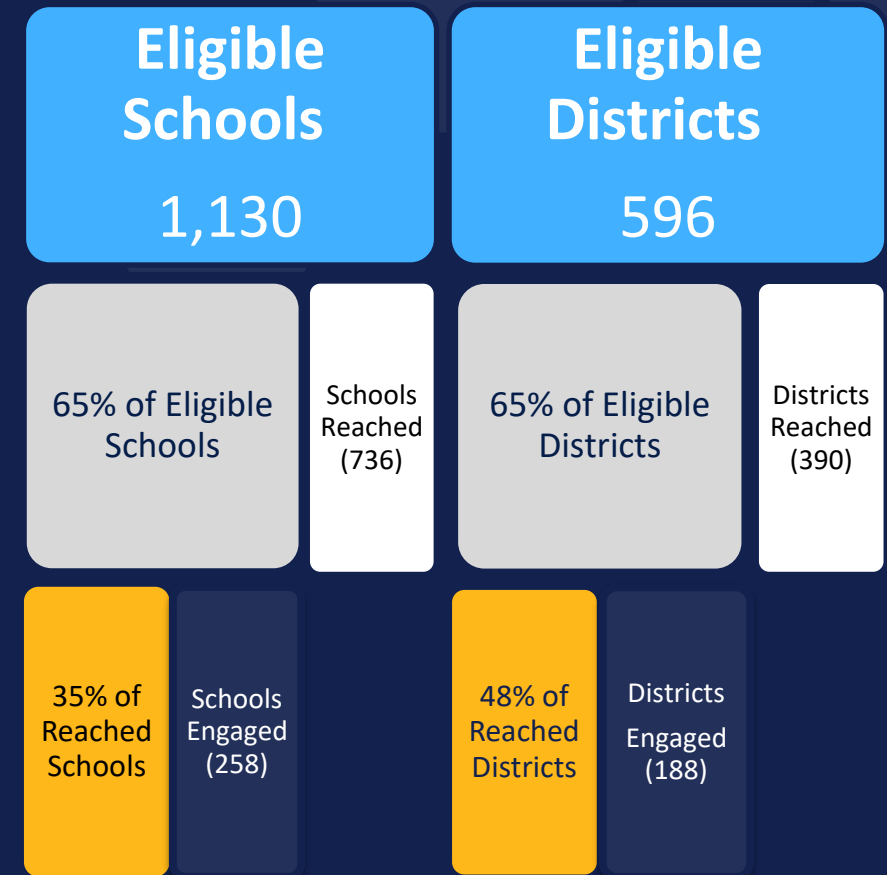 Eligible
Schools
1,130
Eligible
Districts
596
65% of Eligible
Schools
Schools
Reached
(736)
65% of Eligible
Districts
Districts
Reached
(390)
35% of
Reached
Schools
Schools
Engaged
(258)
48% of
Reached
Districts
Districts
Engaged
(188)